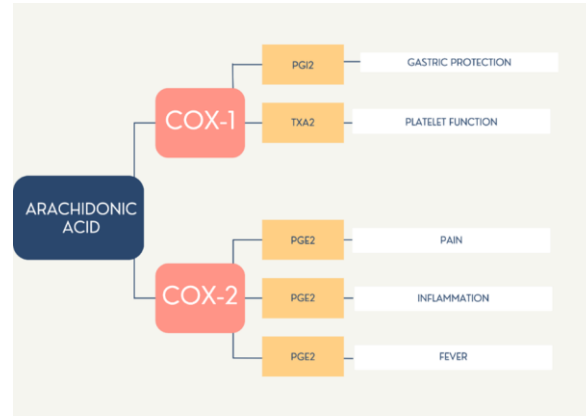 PGI2
GASTRIC PROTECTION
COX-1
TXA2
PLATELET FUNCTION
ARACHIDONIC
ACID
PGE2
PAIN
COX-2
PGE2
INFLAMMATION
PGE2
FEVER